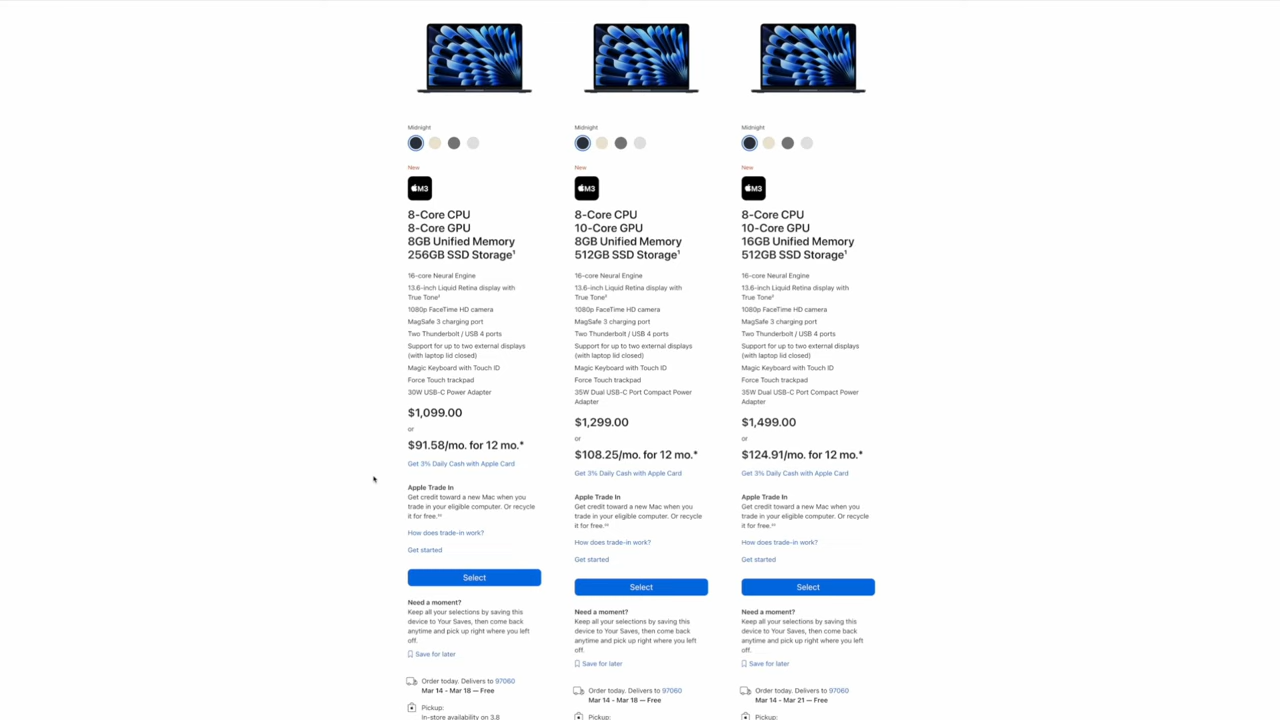 Midnight
New
M3
8-Core CPU
8-Core GPU
8GB Unified Memory
256GB SSD Storage¹
16-core Neural Engine
13.6-inch Liquid Retina display with
True Tone²
1080p FaceTime HD camera
MagSafe 3 charging port
Two Thunderbolt / USB 4 ports
Support for up to two external displays
(with laptop lid closed)
Magic Keyboard with Touch ID
Force Touch trackpad
30W USB-C Power Adapter
$1,099.00
or
$91.58/mo. for 12 mo.*
Get 3% Daily Cash with Apple Card
Apple Trade In
Get credit toward a new Mac when you
trade in your eligible computer. Or recycle
it for free.**
How does trade-in work?
Get started
Select
Need a moment?
Keep all your selections by saving this
device to Your Saves, then come back
anytime and pick up right where you left
off.
Save for later
Order today. Delivers to 97060
Mar 14 - Mar 18 — Free
Pickup:
In-store availability on 3.8
Midnight
New
M3
8-Core CPU
10-Core GPU
8GB Unified Memory
512GB SSD Storage¹
16-core Neural Engine
13.6-inch Liquid Retina display with
True Tone²
1080p FaceTime HD camera
MagSafe 3 charging port
Two Thunderbolt / USB 4 ports
Support for up to two external displays
(with laptop lid closed)
Magic Keyboard with Touch ID
Force Touch trackpad
35W Dual USB-C Port Compact Power
Adapter
$1,299.00
or
$108.25/mo. for 12 mo.*
Get 3% Daily Cash with Apple Card
Apple Trade In
Get credit toward a new Mac when you
trade in your eligible computer. Or recycle
it for free.**
How does trade-in work?
Get started
Select
Need a moment?
Keep all your selections by saving this
device to Your Saves, then come back
anytime and pick up right where you left
off.
Save for later
Order today. Delivers to 97060
Mar 14 - Mar 18 — Free
Pickup:
Midnight
New
M3
8-Core CPU
10-Core GPU
16GB Unified Memory
512GB SSD Storage¹
16-core Neural Engine
13.6-inch Liquid Retina display with
True Tone²
1080p FaceTime HD camera
MagSafe 3 charging port
Two Thunderbolt / USB 4 ports
Support for up to two external displays
(with laptop lid closed)
Magic Keyboard with Touch ID
Force Touch trackpad
35W Dual USB-C Port Compact Power
Adapter
$1,499.00
or
$124.91/mo. for 12 mo.*
Get 3% Daily Cash with Apple Card
Apple Trade In
Get credit toward a new Mac when you
trade in your eligible computer. Or recycle
it for free.**
How does trade-in work?
Get started
Select
Need a moment?
Keep all your selections by saving this
device to Your Saves, then come back
anytime and pick up right where you left
off.
Save for later
Order today. Delivers to 97060
Mar 14 - Mar 21 — Free
Pickup: